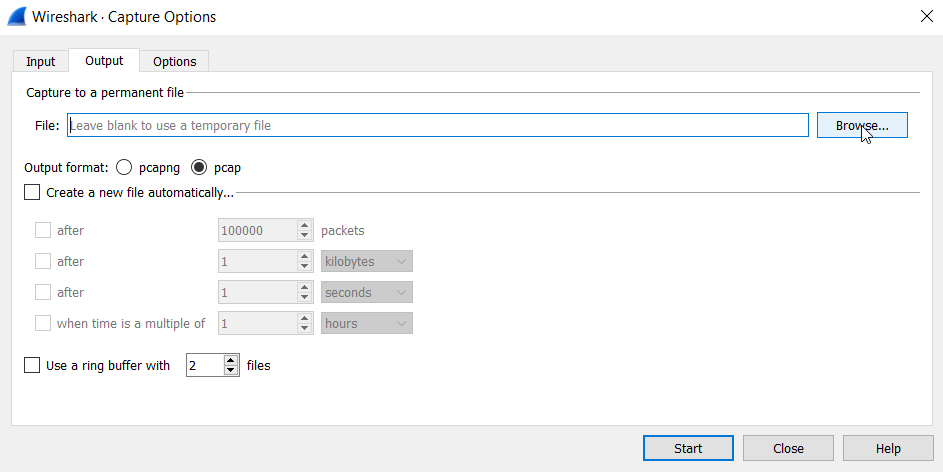 Wireshark · Capture Options
Input Output Options
Capture to a permanent file
File: Leave blank to use a temporary file Browse...
Output format: pcapng pcap
Create a new file automatically...
after 100000 packets
after 1 kilobytes
after 1 seconds
when time is a multiple of 1 hours
Use a ring buffer with 2 files
Start Close Help